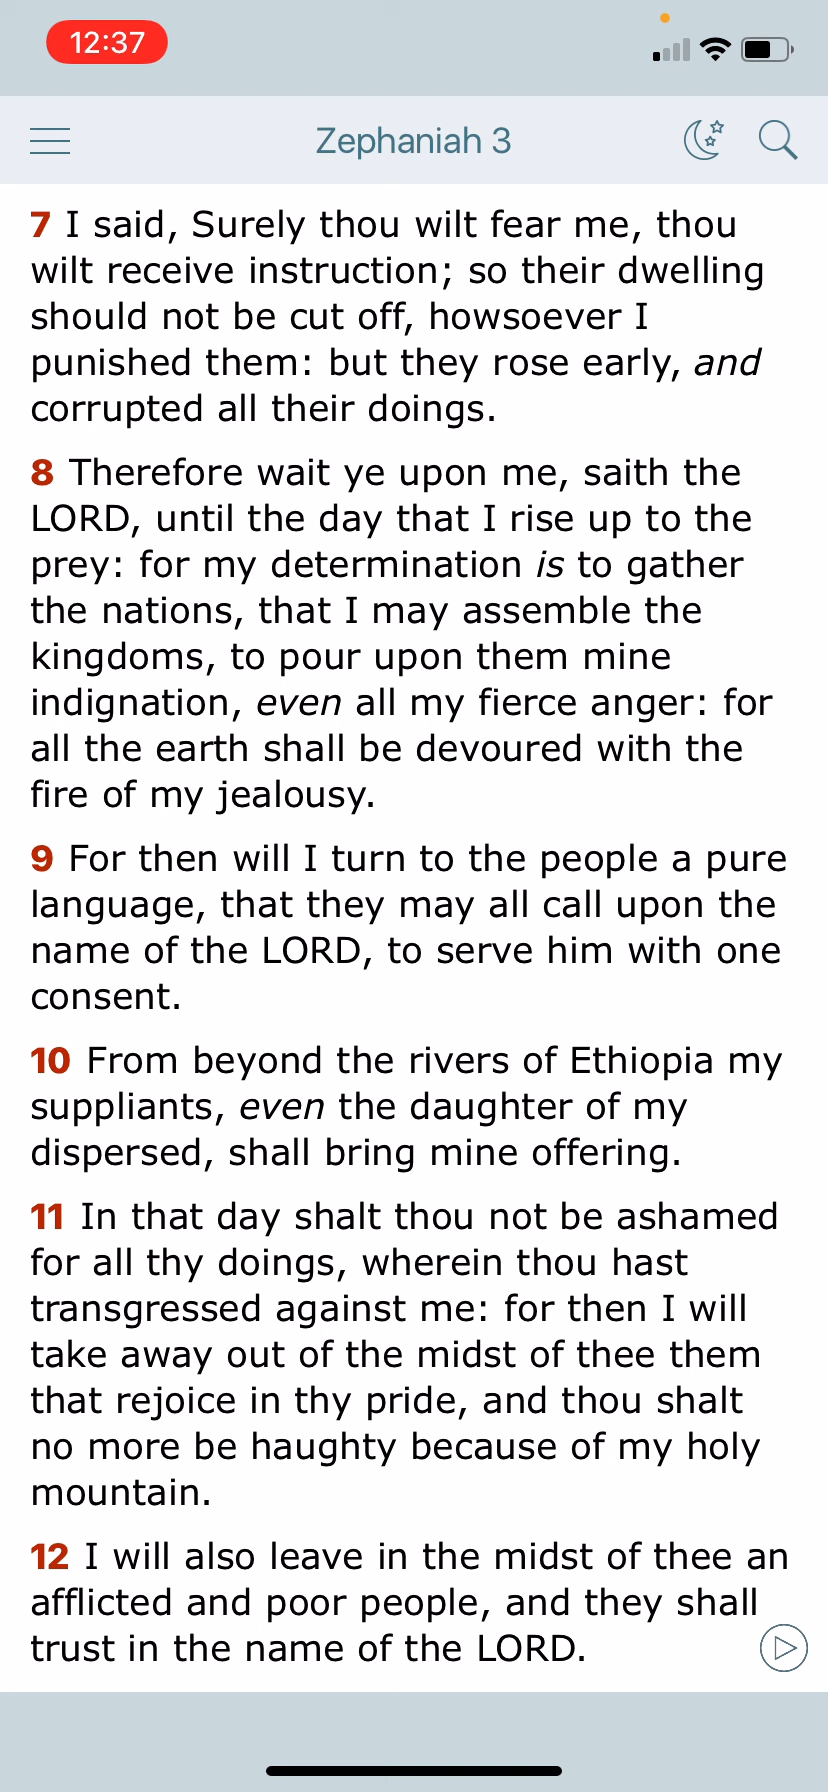 12:37
Zephaniah 3
7 I said, Surely thou wilt fear me, thou
wilt receive instruction; so their dwelling
should not be cut off, howsoever I
punished them: but they rose early, and
corrupted all their doings.
8 Therefore wait ye upon me, saith the
LORD, until the day that I rise up to the
prey: for my determination is to gather
the nations, that I may assemble the
kingdoms, to pour upon them mine
indignation, even all my fierce anger: for
all the earth shall be devoured with the
fire of my jealousy.
9 For then will I turn to the people a pure
language, that they may all call upon the
name of the LORD, to serve him with one
consent.
10 From beyond the rivers of Ethiopia my
suppliants, even the daughter of my
dispersed, shall bring mine offering.
11 In that day shalt thou not be ashamed
for all thy doings, wherein thou hast
transgressed against me: for then I will
take away out of the midst of thee them
that rejoice in thy pride, and thou shalt
no more be haughty because of my holy
mountain.
12 I will also leave in the midst of thee an
afflicted and poor people, and they shall
trust in the name of the LORD.